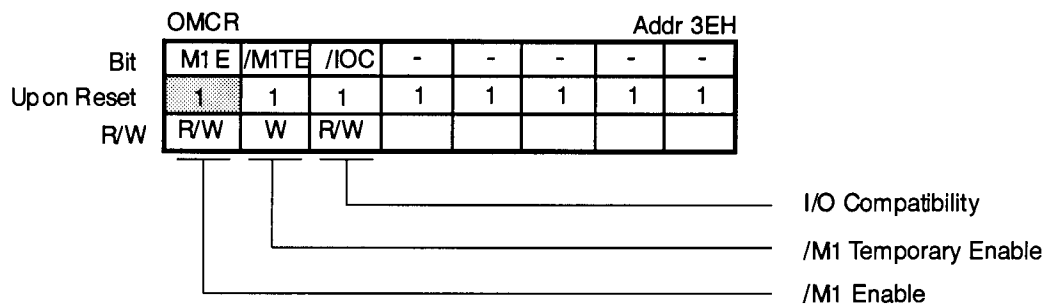 OMCR Addr 3EH
Bit M1 E /M1TE /IOC - - - - -
Upon Reset 1 1 1 1 1 1 1 1
R/W R/W W R/W
I/O Compatibility
/M1 Temporary Enable
/M1 Enable